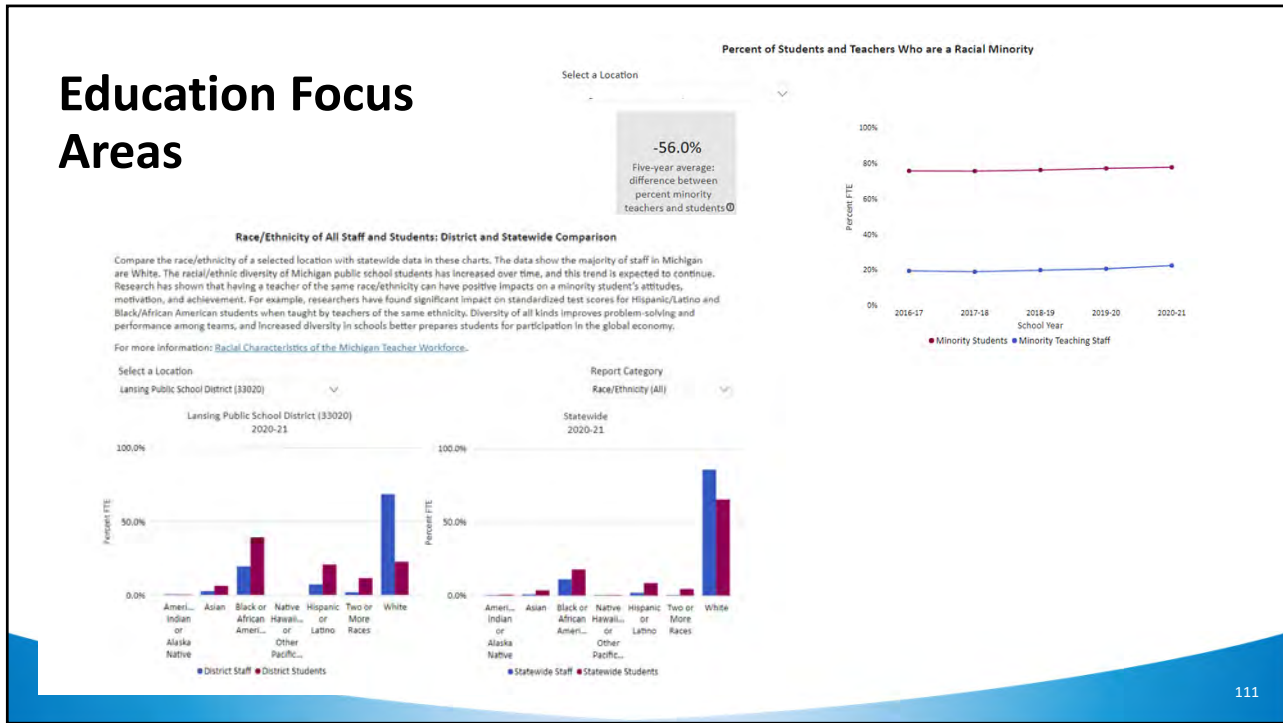 Education Focus
Areas
Percent of Students and Teachers Who are a Racial Minority
Select a Location
-56.0%
Five-year average:
difference between
percent minority
teachers and students
100%
80%
60%
40%
20%
0%
Percent FTE
2016-17 2017-18 2018-19 2019-20 2020-21
School Year
Minority Students Minority Teaching Staff
Race/Ethnicity of All Staff and Students: District and Statewide Comparison
Compare the race/ethnicity of a selected location with statewide data in these charts. The data show the majority of staff in Michigan
are White. The racial/ethnic diversity of Michigan public school students has increased over time, and this trend is expected to continue.
Research has shown that having a teacher of the same race/ethnicity can have positive impacts on a minority student's attitudes,
motivation, and achievement. For example, researchers have found significant impact on standardized test scores for Hispanic/Latino and
Black/African American students when taught by teachers of the same ethnicity. Diversity of all kinds improves problem-solving and
performance among teams, and increased diversity in schools better prepares students for participation in the global economy.
For more information: Racial Characteristics of the Michigan Teacher Workforce.
Select a Location
Lansing Public School District (33020)
Report Category
Race/Ethnicity (All)
Lansing Public School District (33020)
2020-21
100.0%
50.0%
0.0%
Percent FTE
Ameri... Asian Black or Native Hispanic Two or White
Indian African Hawaii... or More
or Ameri... or Latino Races
Alaska Other
Native Pacific...
District Staff District Students
Statewide
2020-21
100.0%
50.0%
0.0%
Percent FTE
Ameri... Asian Black or Native Hispanic Two or White
Indian African Hawaii... or More
or Ameri... or Latino Races
Alaska Other
Native Pacific...
Statewide Staff Statewide Students
111